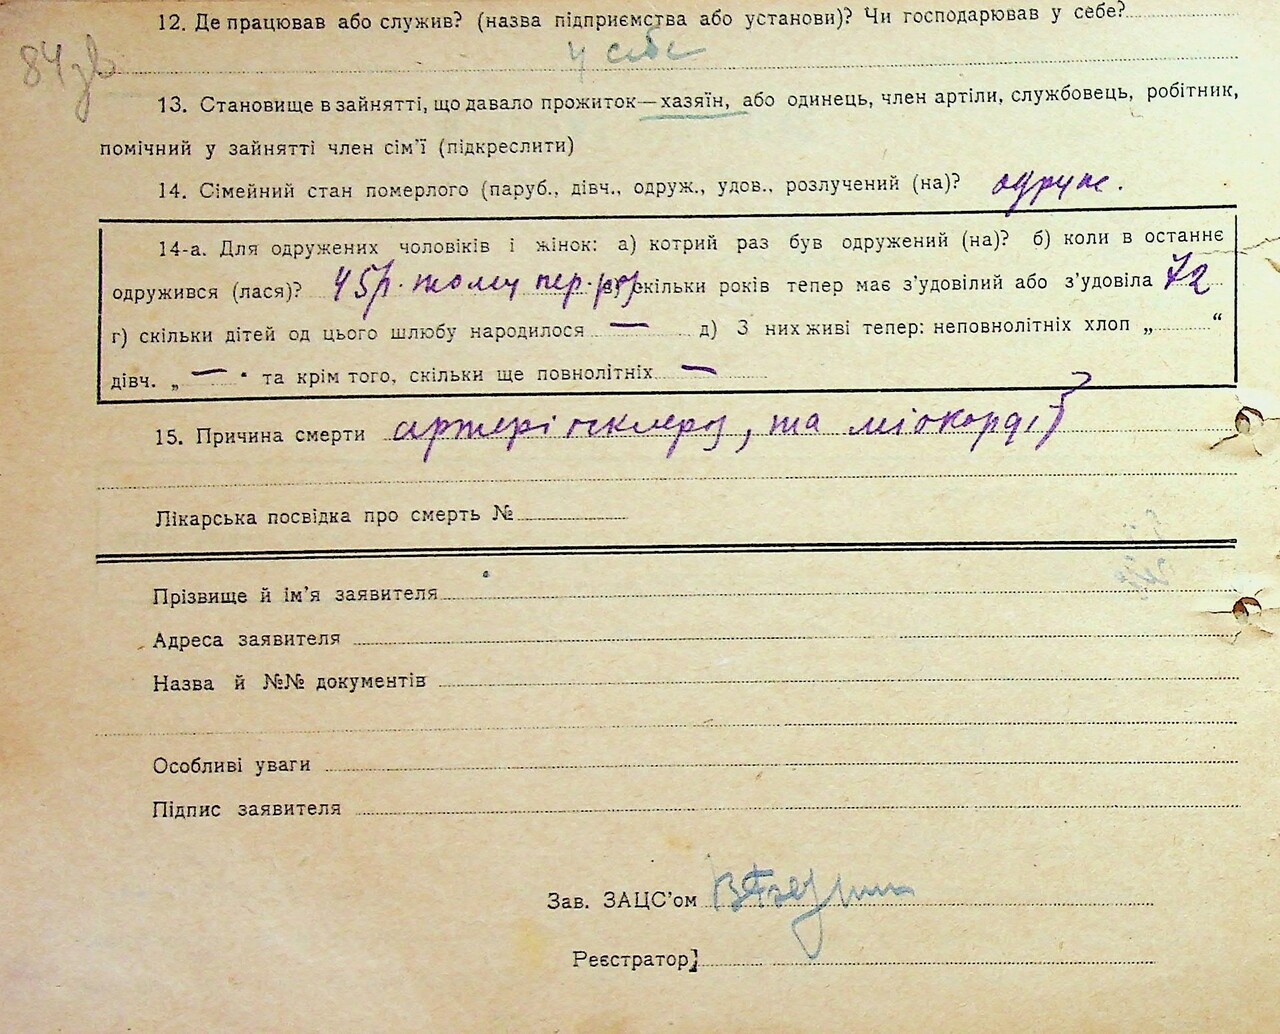 12. Де працював або служив? (назва підприємства або установи)? Чи господарював у себе?
у себе
84
13. Становище в зайнятті, що давало прожиток—хазяїн, або одинець, член артіли, службовець, робітник,
помічний у зайнятті член сім'ї (підкреслити)
14. Сімейний стан померлого (паруб., дівч., одруж., удов., розлучений (на)? одруж.
14-а. Для одружених чоловіків і жінок: а) котрий раз був одружений (на)? б) коли в останнє
одружився (лася)? 45р. тому пер. раз скільки років тепер має з'удовілий або з'удовіла 72
г) скільки дітей од цього шлюбу народилося — д) З них живі тепер: неповнолітніх хлоп „ “
дівч. „ — " та крім того, скільки ще повнолітніх —
15. Причина смерти артеріосклероз, та міокардіт
Лікарська посвідка про смерть №
Прізвище й ім'я заявителя
Адреса заявителя
Назва й №№ документів
Особливі уваги
Підпис заявителя
Зав. ЗАЦС'ом
Реєстратор